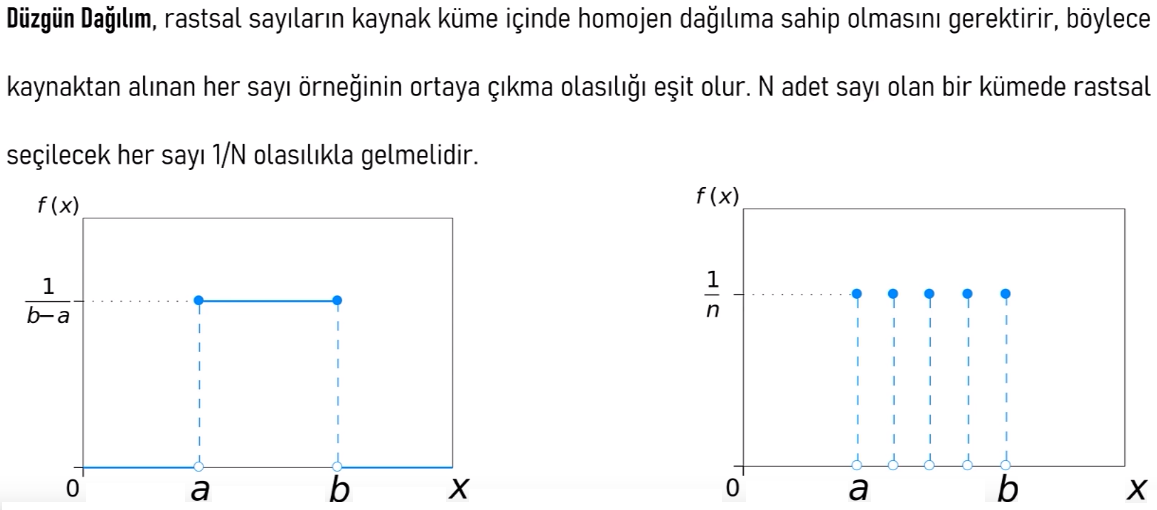 Düzgün Dağılım, rastsal sayıların kaynak küme içinde homojen dağılıma sahip olmasını gerektirir, böylece
kaynaktan alınan her sayı örneğinin ortaya çıkma olasılığı eşit olur. N adet sayı olan bir kümede rastsal
seçilecek her sayı 1/N olasılıkla gelmelidir.
f(x)
1
b−a
0
a
b
x
f(x)
1
n
0
a
b
x